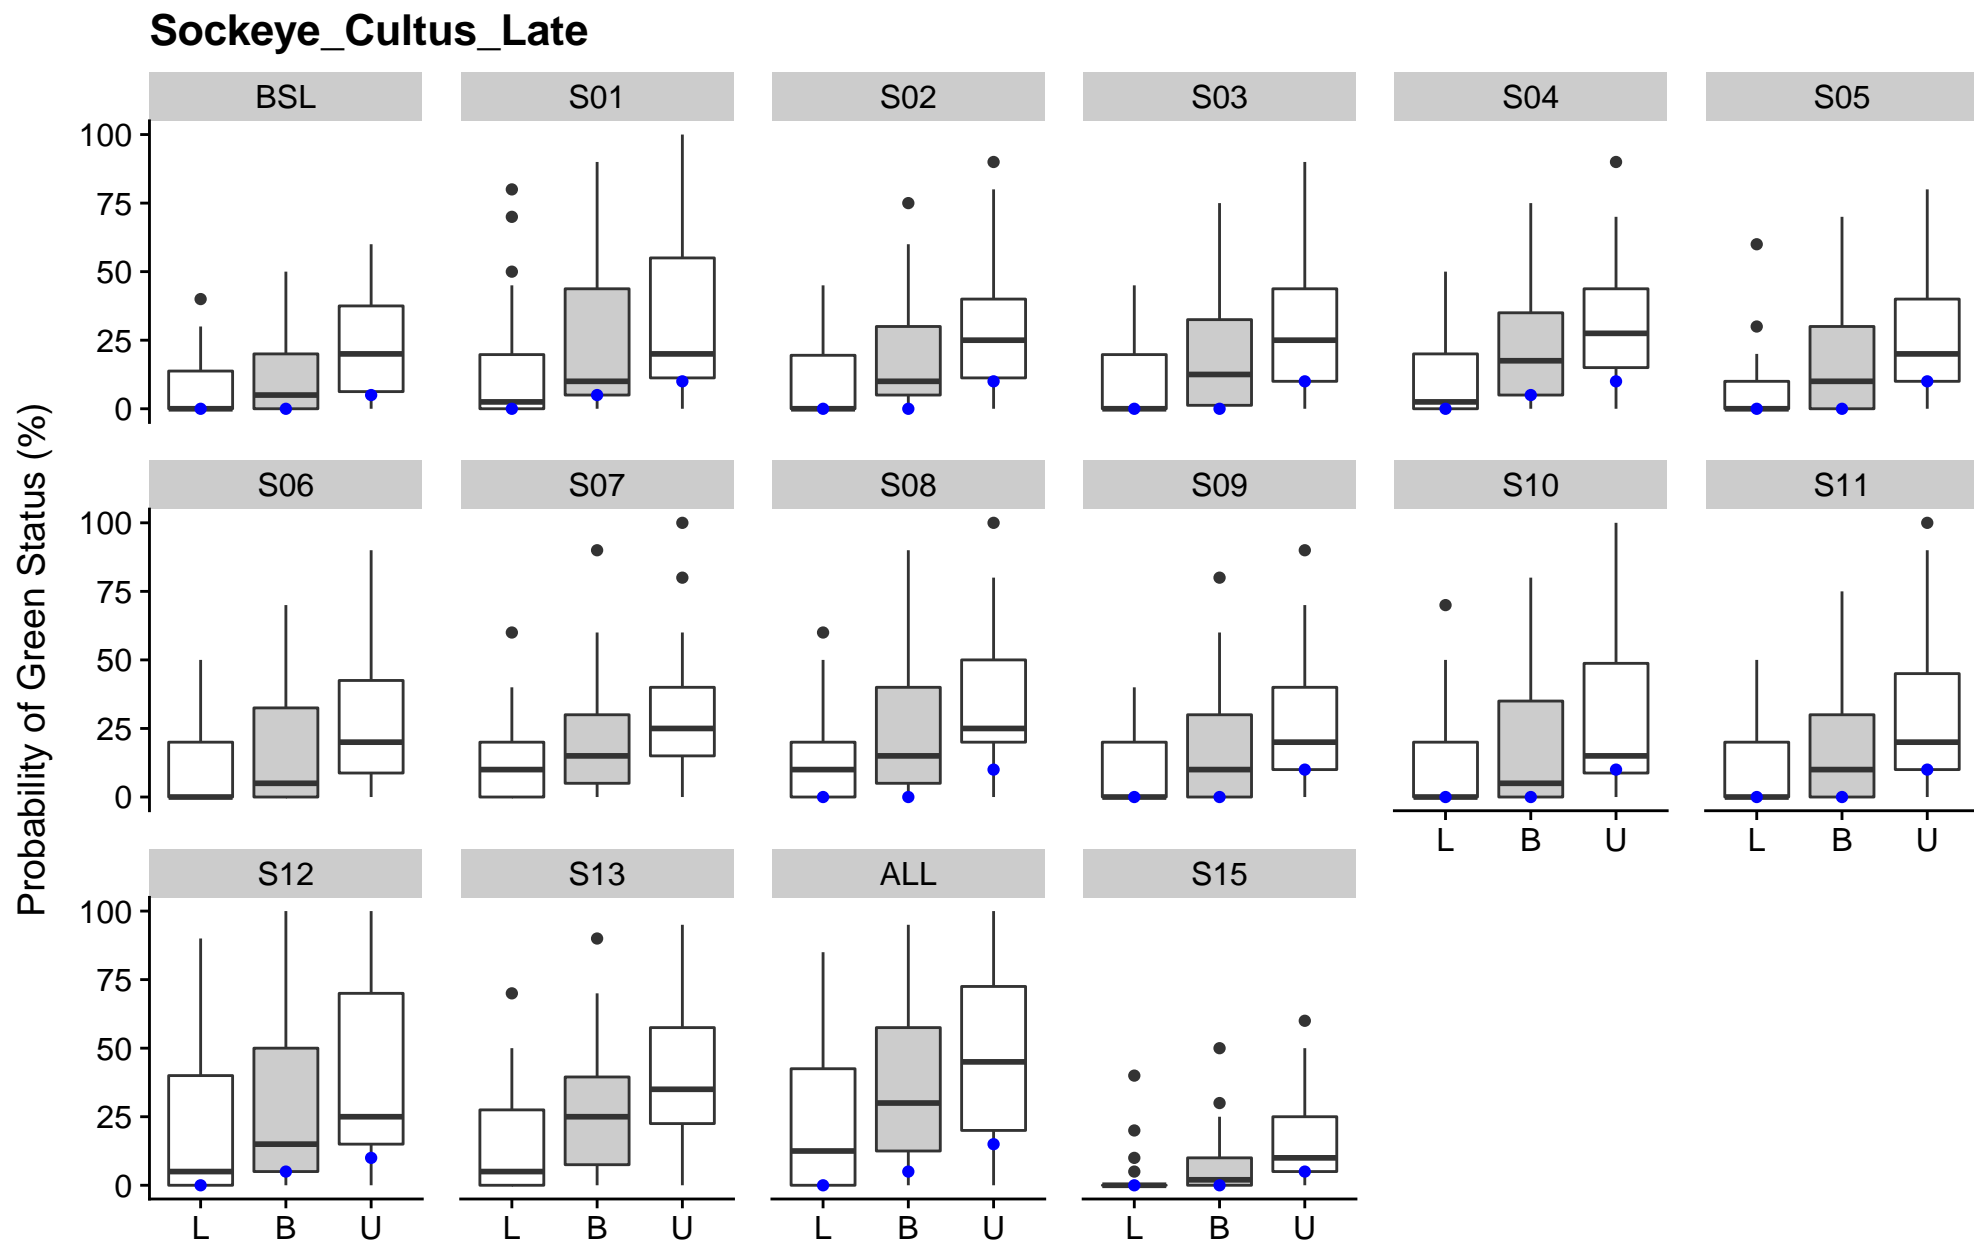 Sockeye_Cultus_Late
BSL S01 S02 S03 S04 S05
100
75
50
25
0
S06 S07 S08 S09 S10 S11
100
75
50
25
0
L B U L B U
S12 S13 ALL S15
100
75
50
25
0
L B U L B U L B U L B U
Probability of Green Status (%)